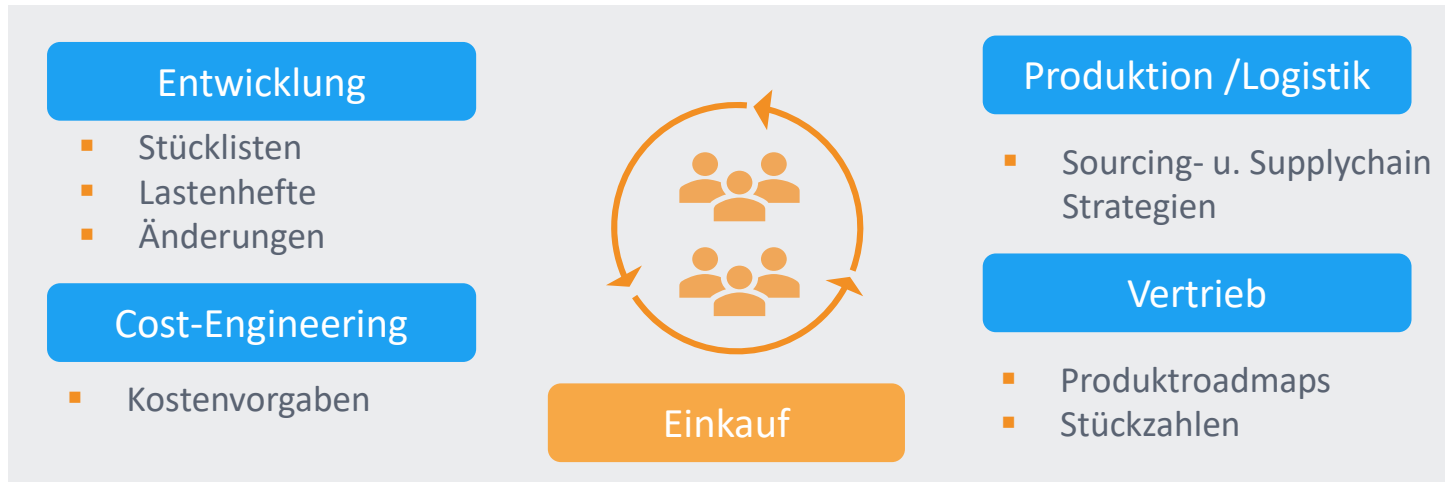 Entwicklung
Stücklisten
Lastenhefte
Änderungen
Cost-Engineering
Kostenvorgaben
Einkauf
Produktion /Logistik
Sourcing- u. Supplychain
Strategien
Vertrieb
Produktroadmaps
Stückzahlen